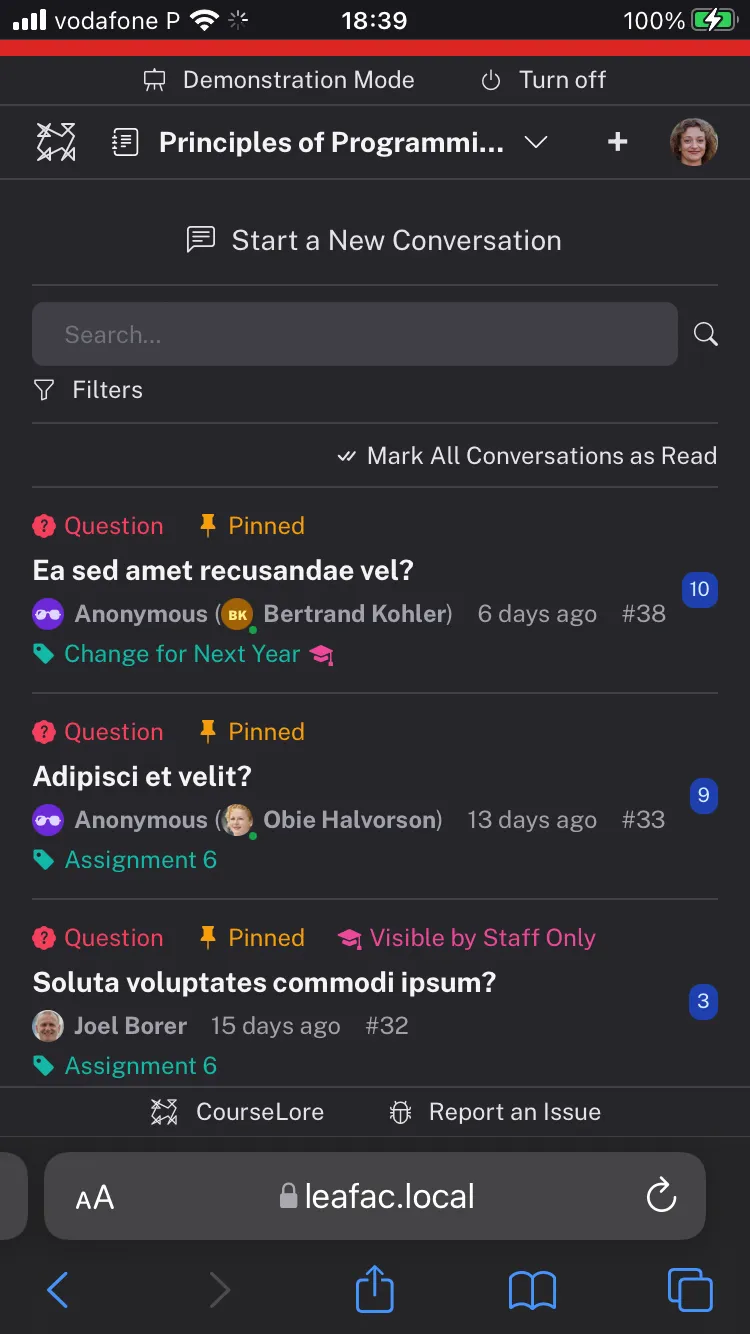 vodafone P 18:39 100%
Demonstration Mode Turn off
Principles of Programmi... +
Start a New Conversation
Search...
Filters
Mark All Conversations as Read
Question Pinned
Ea sed amet recusandae vel?
10
Anonymous (BK Bertrand Kohler) 6 days ago #38
Change for Next Year
Question Pinned
Adipisci et velit?
9
Anonymous ( Obie Halvorson) 13 days ago #33
Assignment 6
Question Pinned Visible by Staff Only
Soluta voluptates commodi ipsum?
3
Joel Borer 15 days ago #32
Assignment 6
CourseLore Report an Issue
AA leafac.local